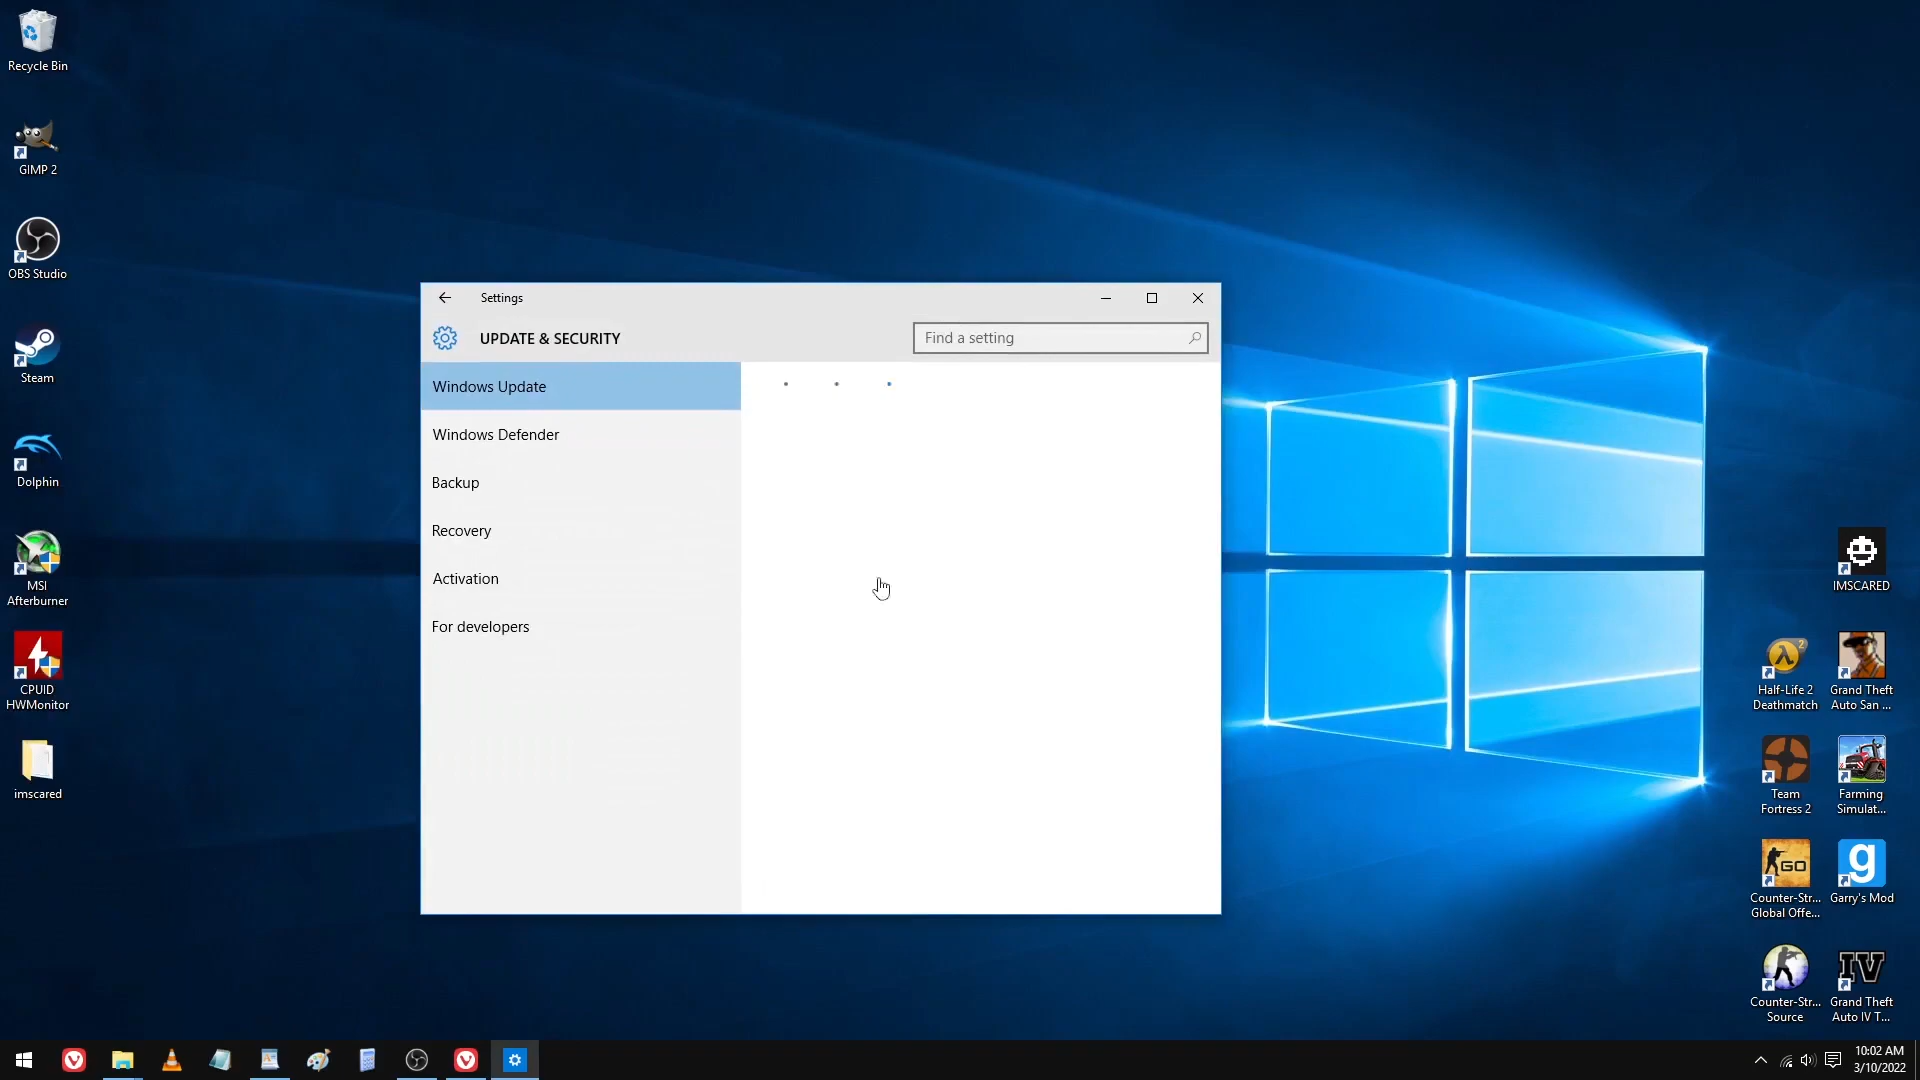 Recycle Bin
GIMP 2
OBS Studio
Steam
Dolphin
MSI
Afterburner
CPUID
HWMonitor
imscared
Settings
UPDATE & SECURITY
Find a setting
Windows Update
Windows Defender
Backup
Recovery
Activation
For developers
IMSCARED
Half-Life 2
Deathmatch
Grand Theft
Auto San ...
Team
Fortress 2
Farming
Simulat...
GO
Counter-Str...
Global Offe...
g
Garry's Mod
Counter-Str...
Source
IV
Grand Theft
Auto IV T...
10:02 AM
3/10/2022